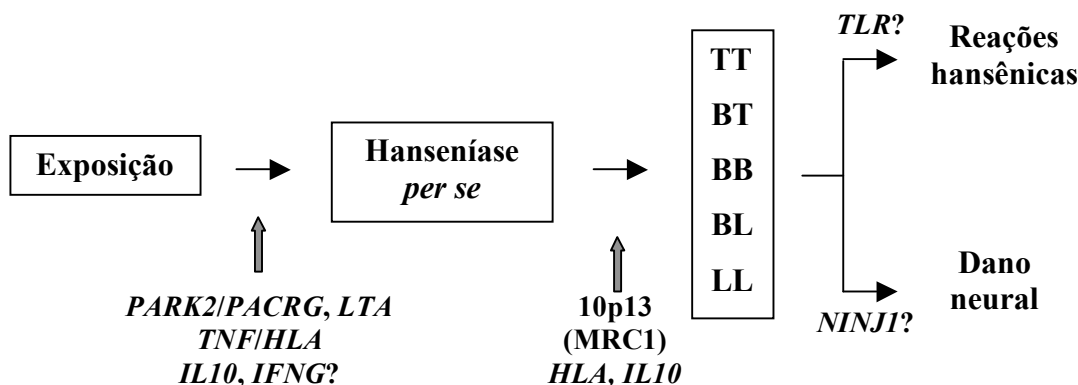 Exposição
PARK2/PACRG, LTA
TNF/HLA
IL10, IFNG?
Hanseníase
per se
10p13
(MRC1)
HLA, IL10
TT
BT
BB
BL
LL
TLR?
Reações
hansênicas
NINJ1?
Dano
neural